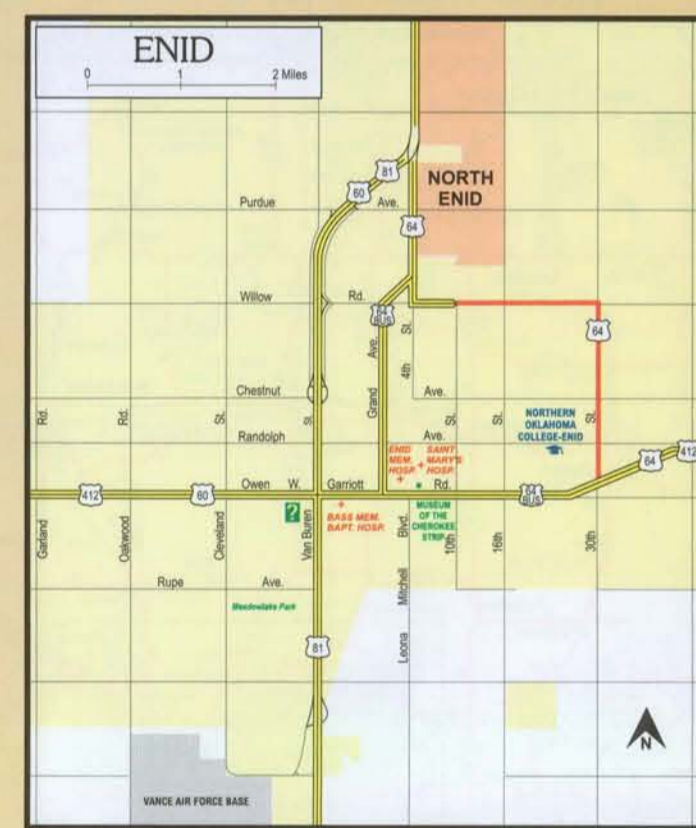 ENID
0 1 2 Miles
81
60
NORTH
ENID
Purdue Ave.
64
Willow Rd.
64
BUS
64
Ave.
St.
4th
Grand
Chestnut Ave.
Rd.
Rd.
St.
St.
St.
St.
St.
NORTHERN
OKLAHOMA
COLLEGE-ENID
Randolph Ave.
ENID
MEM.
HOSP.
SAINT
MARY'S
HOSP.
64
412
Owen W. Garriott Rd.
412
60
64
BUS
?
BASS MEM.
BAPT. HOSP.
MUSEUM
OF THE
CHEROKEE
STRIP
Garland
Oakwood
Cleveland
Van Buren
Blvd.
10th
16th
30th
Rupe Ave.
Mitchell
Meadowlake Park
Leona
81
N
VANCE AIR FORCE BASE